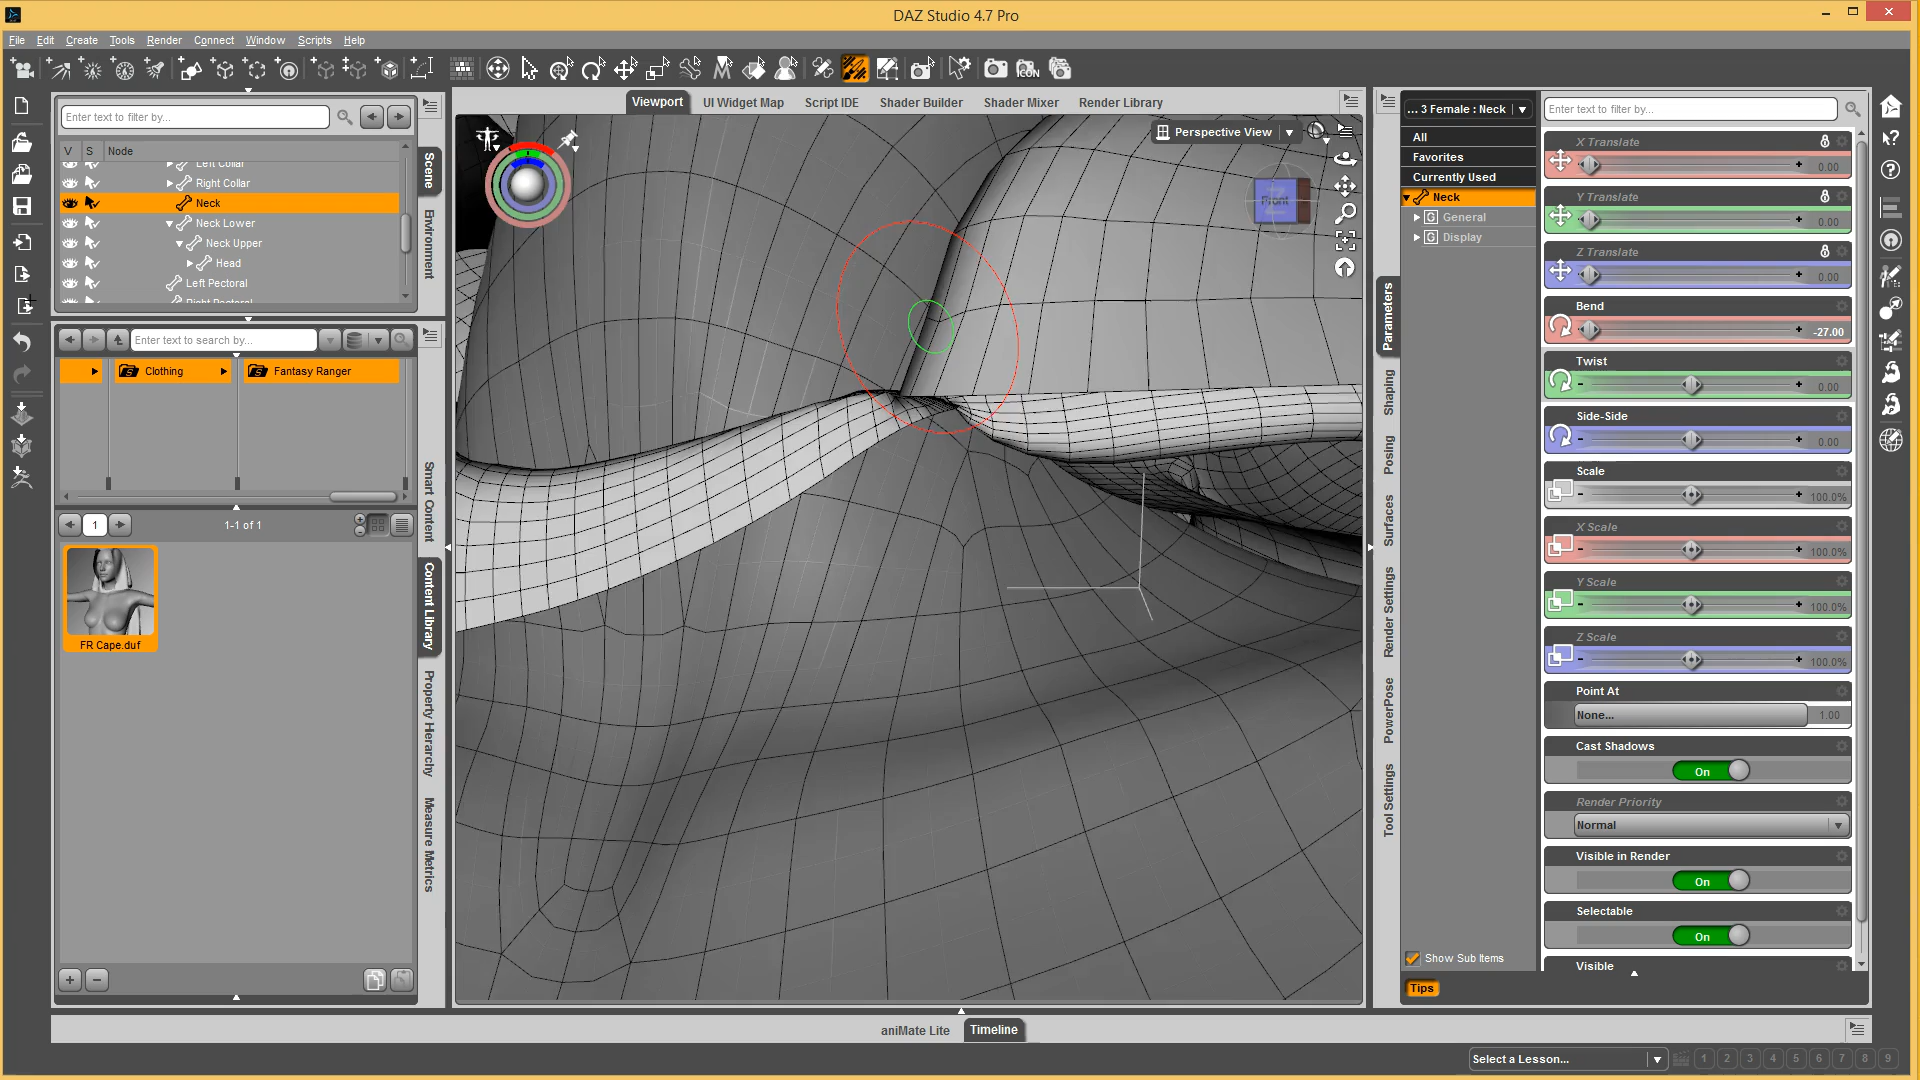 DAZ Studio 4.7 Pro
File Edit Create Tools Render Connect Window Scripts Help
ICON
Enter text to filter by...
V S Node
Left Collar
Right Collar
Neck
Neck Lower
Neck Upper
Head
Left Pectoral
Right Pectoral
Scene
Environment
Enter text to search by...
Clothing
Fantasy Ranger
1
1-1 of 1
FR Cape.duf
Smart Content
Content Library
Property Hierarchy
Measure Metrics
Viewport UI Widget Map Script IDE Shader Builder Shader Mixer Render Library
Perspective View
Front
Parameters
Shaping
Posing
Surfaces
Render Settings
PowerPose
Tool Settings
... 3 Female : Neck
All
Favorites
Currently Used
Neck
G General
G Display
Show Sub Items
Tips
Enter text to filter by...
X Translate
0.00
Y Translate
0.00
Z Translate
0.00
Bend
-27.00
Twist
0.00
Side-Side
0.00
Scale
100.0%
X Scale
100.0%
Y Scale
100.0%
Z Scale
100.0%
Point At
None...
1.00
Cast Shadows
On
Render Priority
Normal
Visible in Render
On
Selectable
On
Visible
aniMate Lite Timeline
Select a Lesson...
1 2 3 4 5 6 7 8 9